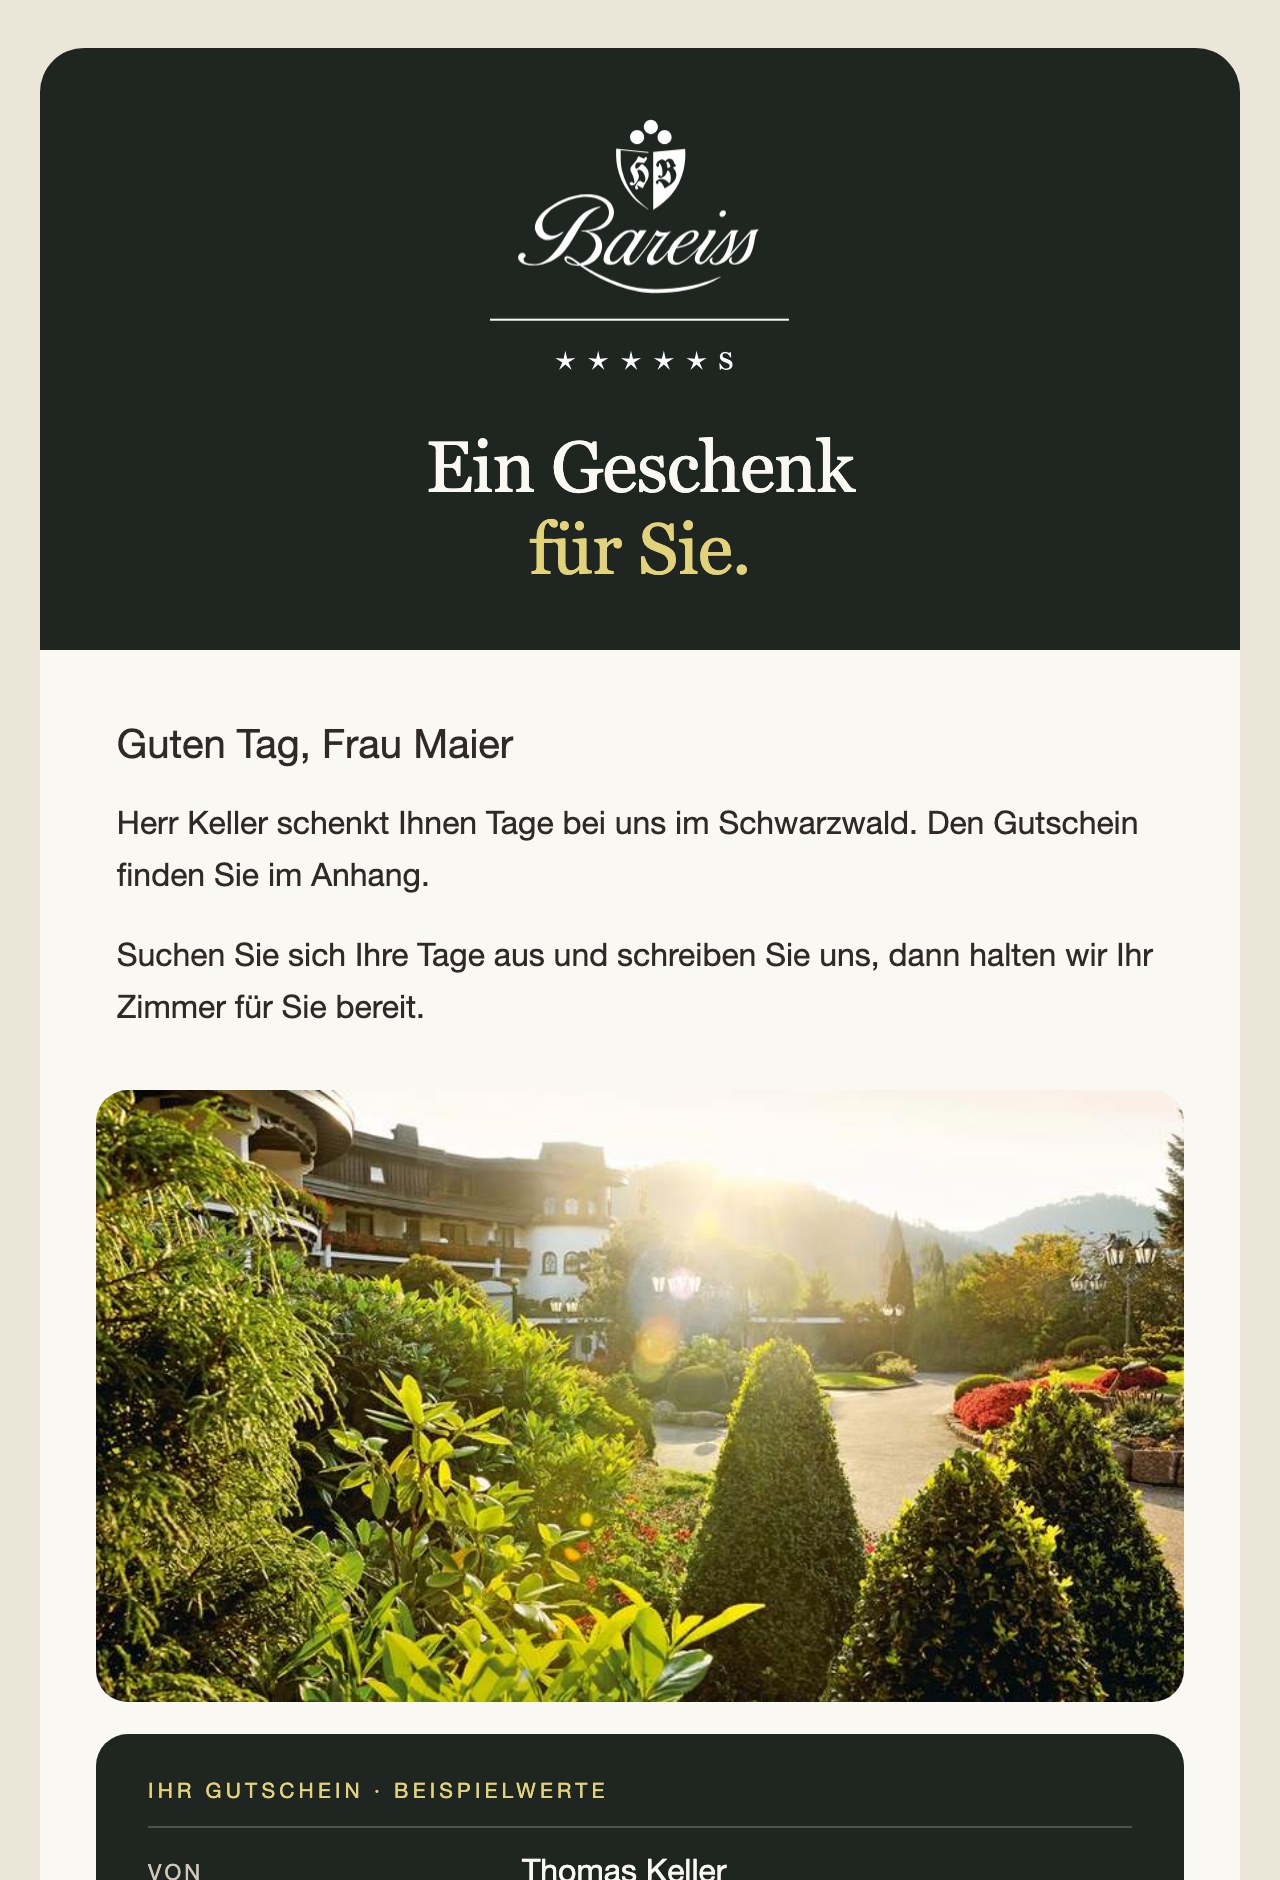 HB
Bareiss
★ ★ ★ ★ ★ S
Ein Geschenk
für Sie.
Guten Tag, Frau Maier
Herr Keller schenkt Ihnen Tage bei uns im Schwarzwald. Den Gutschein
finden Sie im Anhang.
Suchen Sie sich Ihre Tage aus und schreiben Sie uns, dann halten wir Ihr
Zimmer für Sie bereit.
IHR GUTSCHEIN · BEISPIELWERTE
VON Thomas Keller